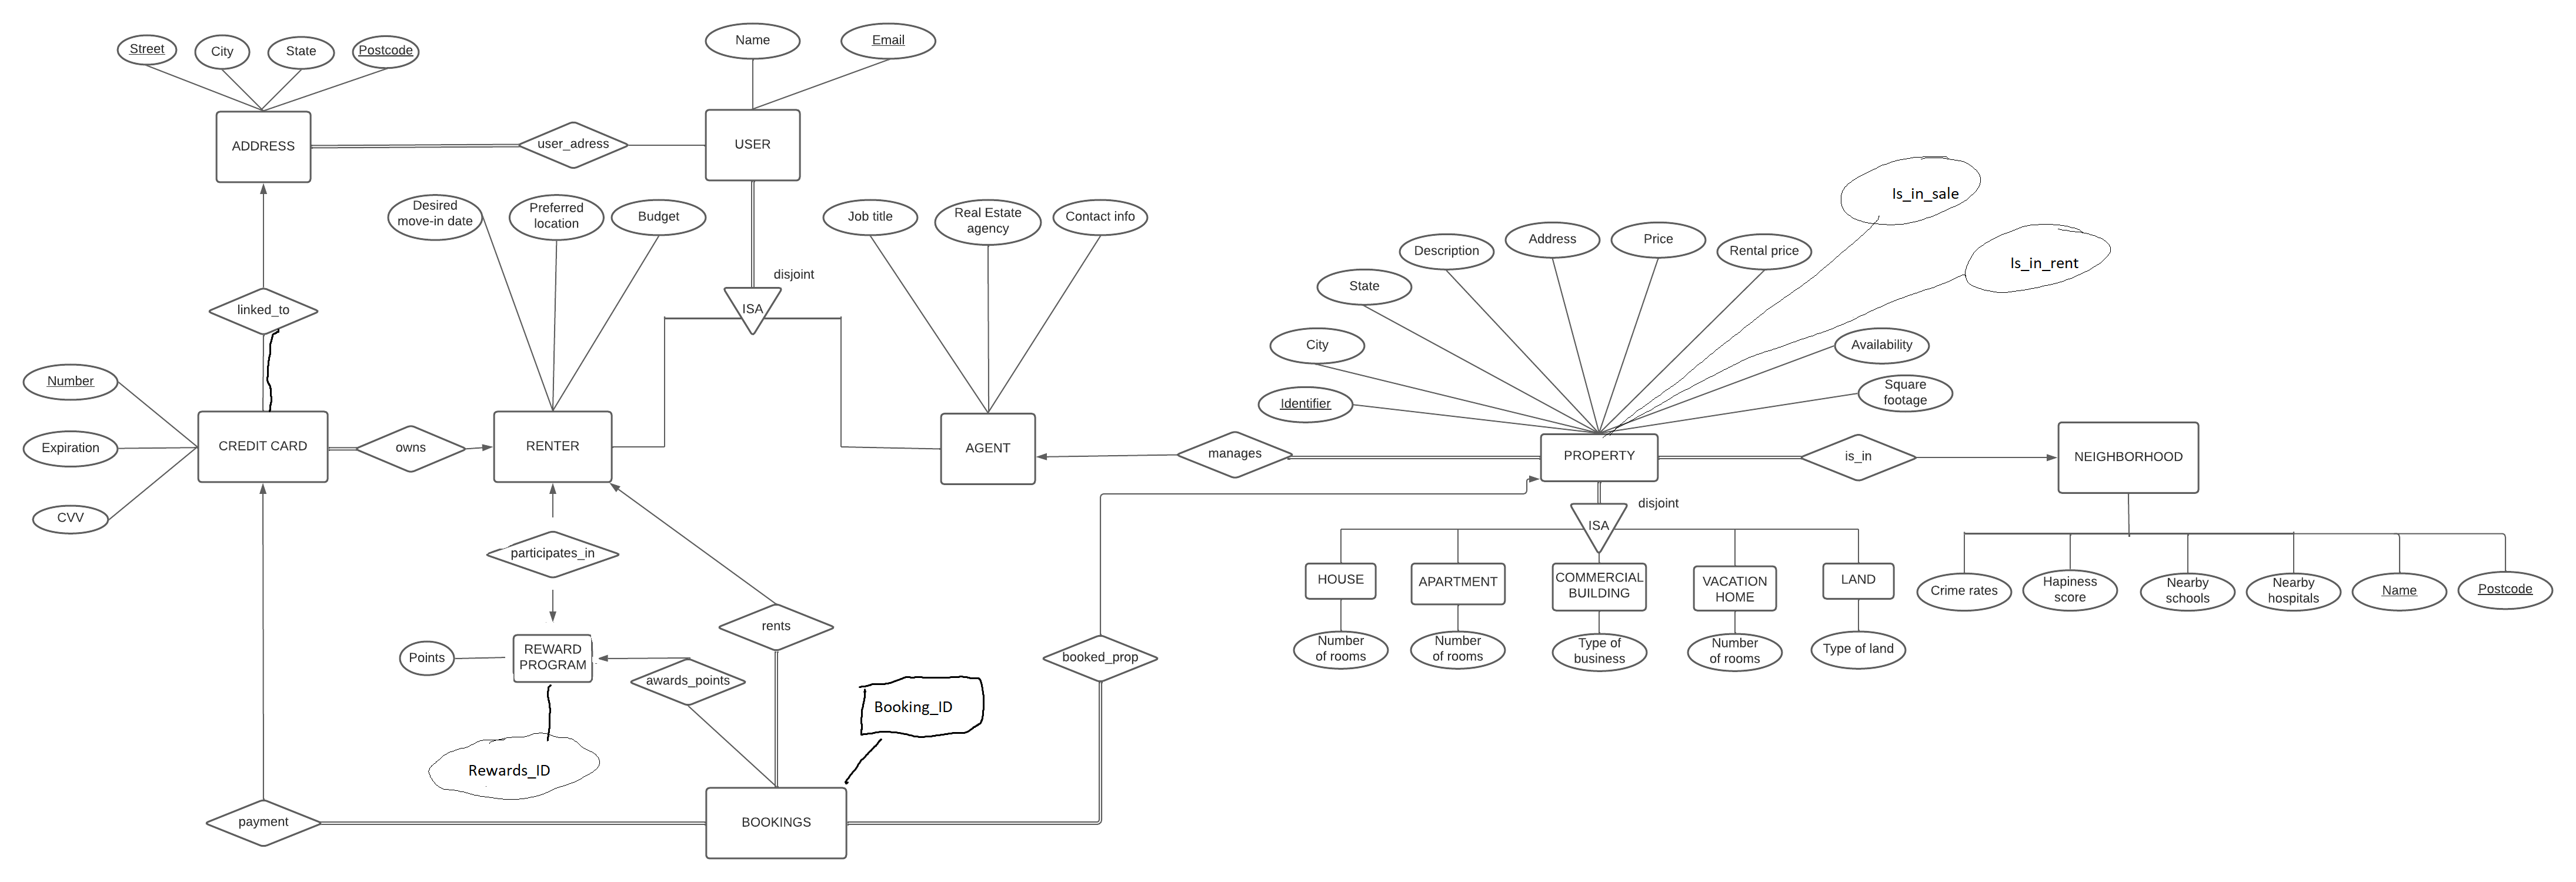 Name
Email
Street
City
State
Postcode
ADDRESS
user_adress
USER
Is_in_sale
Desired
move-in date
Preferred
location
Budget
Job title
Real Estate
agency
Contact info
Description
Address
Price
Rental price
Is_in_rent
disjoint
State
linked_to
ISA
City
Availability
Number
Identifier
Square
footage
Expiration
CREDIT CARD
owns
RENTER
AGENT
manages
PROPERTY
is_in
NEIGHBORHOOD
CVV
disjoint
ISA
participates_in
HOUSE
APARTMENT
COMMERCIAL
BUILDING
VACATION
HOME
LAND
Crime rates
Hapiness
score
Nearby
schools
Nearby
hospitals
Name
Postcode
rents
Points
REWARD
PROGRAM
awards_points
booked_prop
Number
of rooms
Number
of rooms
Type of
business
Number
of rooms
Type of land
Booking_ID
Rewards_ID
payment
BOOKINGS